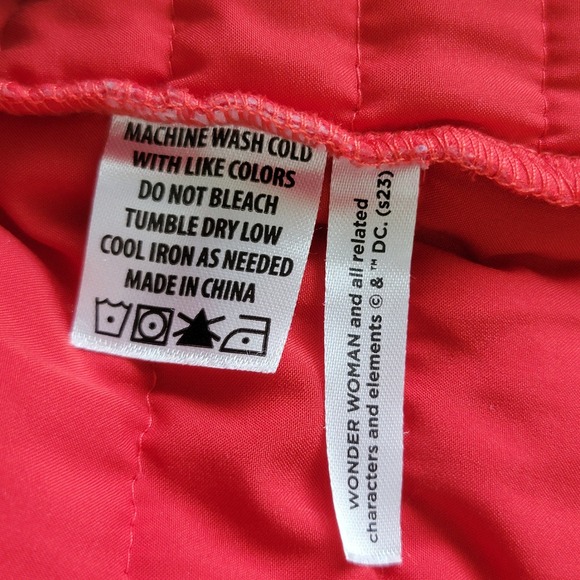 MACHINE WASH COLD
WITH LIKE COLORS
DO NOT BLEACH
TUMBLE DRY LOW
COOL IRON AS NEEDED
MADE IN CHINA
WONDER WOMAN and all related
characters and elements © & ™ DC. (s23)